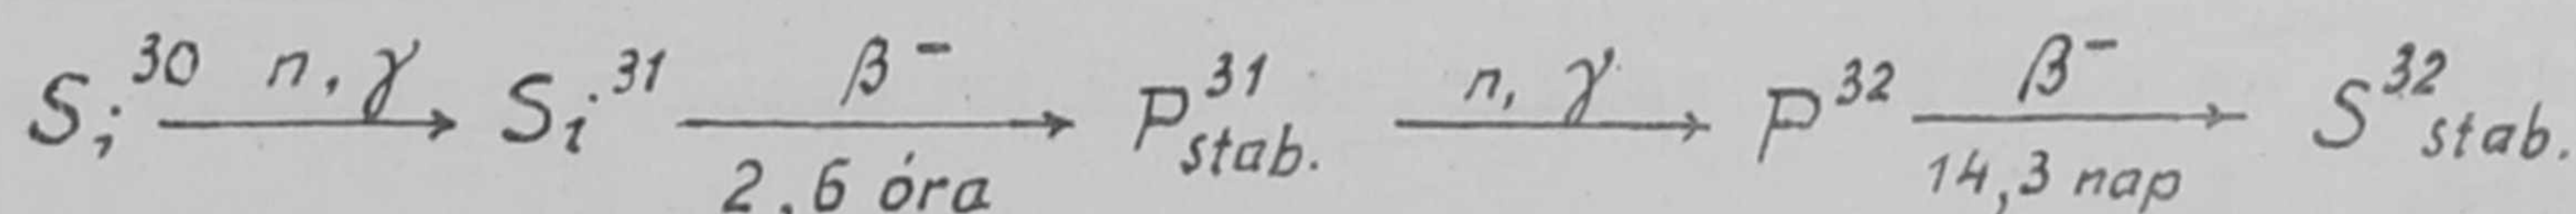 Si³⁰ n, γ → Si³¹ β⁻ 2,6 óra → P³¹ stab. n, γ → P³² β⁻ 14,3 nap → S³² stab.